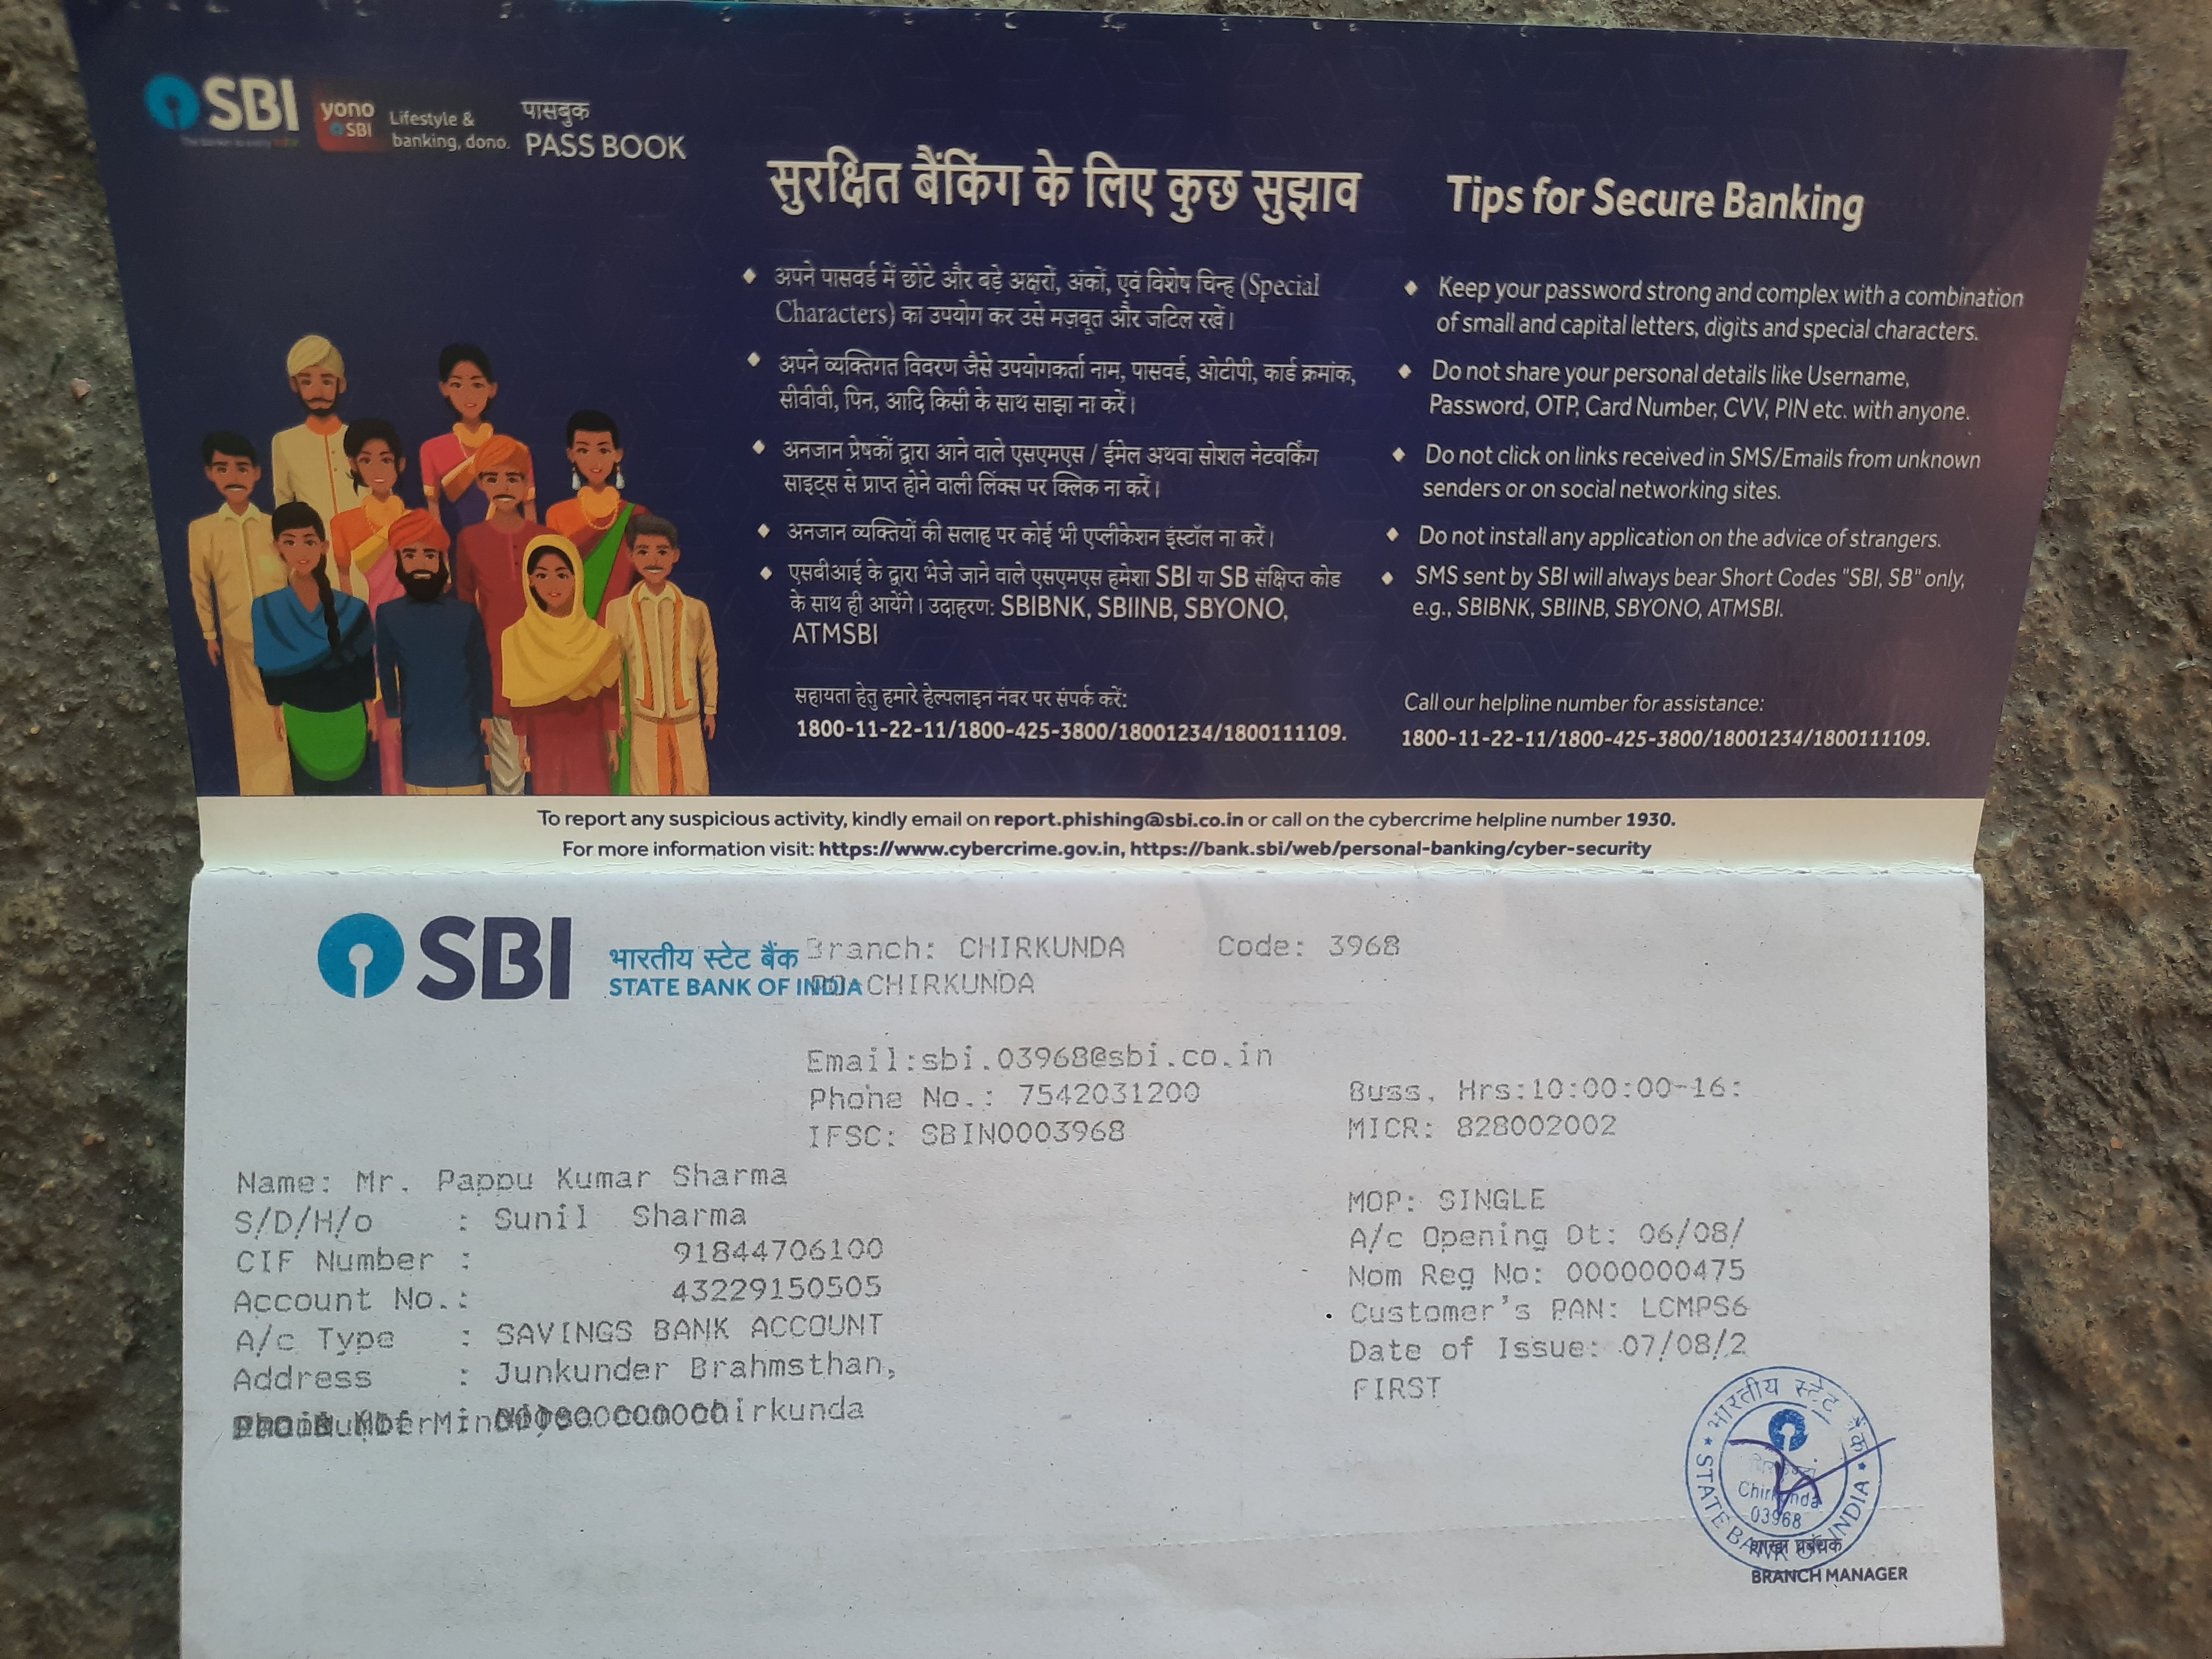 SBI
yono
SBI
Lifestyle &
banking, dono.
पासबुक
PASS BOOK
सुरक्षित बैंकिंग के लिए कुछ सुझाव
अपने पासवर्ड में छोटे और बड़े अक्षरों, अंकों, एवं विशेष चिन्ह (Special
Characters) का उपयोग कर उसे मज़बूत और जटिल रखें।
अपने व्यक्तिगत विवरण जैसे उपयोगकर्ता नाम, पासवर्ड, ओटीपी, कार्ड क्रमांक,
सीवीवी, पिन, आदि किसी के साथ साझा ना करें।
अनजान प्रेषकों द्वारा आने वाले एसएमएस / ईमेल अथवा सोशल नेटवर्किंग
साइट्स से प्राप्त होने वाली लिंक्स पर क्लिक ना करें।
अनजान व्यक्तियों की सलाह पर कोई भी एप्लीकेशन इंस्टॉल ना करें।
एसबीआई के द्वारा भेजे जाने वाले एसएमएस हमेशा SBI या SB संक्षिप्त कोड
के साथ ही आयेंगे। उदाहरण: SBIBNK, SBIINB, SBYONO,
ATMSBI
सहायता हेतु हमारे हेल्पलाइन नंबर पर संपर्क करें:
1800-11-22-11/1800-425-3800/18001234/1800111109.
Tips for Secure Banking
Keep your password strong and complex with a combination
of small and capital letters, digits and special characters.
Do not share your personal details like Username,
Password, OTP, Card Number, CVV, PIN etc. with anyone.
Do not click on links received in SMS/Emails from unknown
senders or on social networking sites.
Do not install any application on the advice of strangers.
SMS sent by SBI will always bear Short Codes "SBI, SB" only,
e.g., SBIBNK, SBIINB, SBYONO, ATMSBI.
Call our helpline number for assistance:
1800-11-22-11/1800-425-3800/18001234/1800111109.
To report any suspicious activity, kindly email on report.phishing@sbi.co.in or call on the cybercrime helpline number 1930.
For more information visit: https://www.cybercrime.gov.in, https://bank.sbi/web/personal-banking/cyber-security
SBI
भारतीय स्टेट बैंक
STATE BANK OF INDIA
Branch: CHIRKUNDA Code: 3968
CHIRKUNDA
Email:sbi.03968@sbi.co.in
Phone No.: 7542031200 Buss. Hrs:10:00:00-16:
IFSC: SBIN0003968 MICR: 828002002
Name: Mr. Pappu Kumar Sharma
S/D/H/o : Sunil Sharma
CIF Number : 91844706100
Account No.: 43229150505
A/c Type : SAVINGS BANK ACCOUNT
Address : Junkunder Brahmsthan,
MOP: SINGLE
A/c Opening Dt: 06/08/
Nom Reg No: 0000000475
Customer's PAN: LCMPS6
Date of Issue: 07/08/2
FIRST
भारतीय स्टेट बैंक
Chirkunda
03968
STATE BANK OF INDIA
शाखा प्रबंधक
BRANCH MANAGER